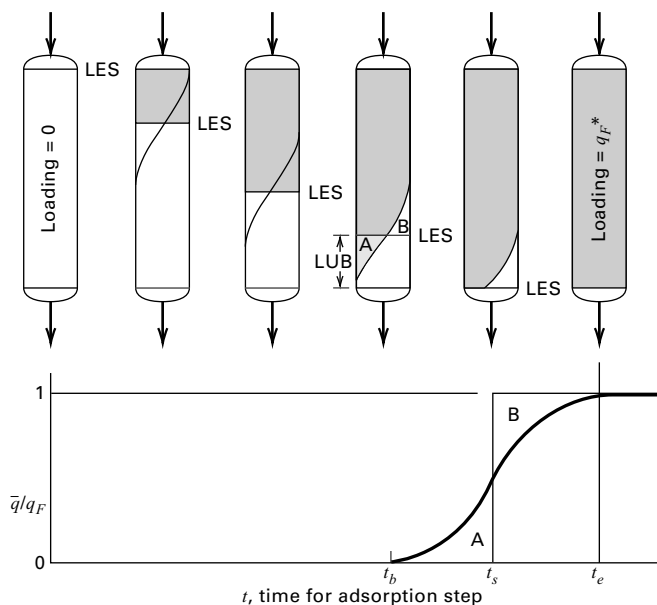 LES
LES
LES
LES
LES
Loading = 0
Loading = q_F*
A
B
LUB
1
0
q̄/q_F
B
A
t_b
t_s
t_e
t, time for adsorption step